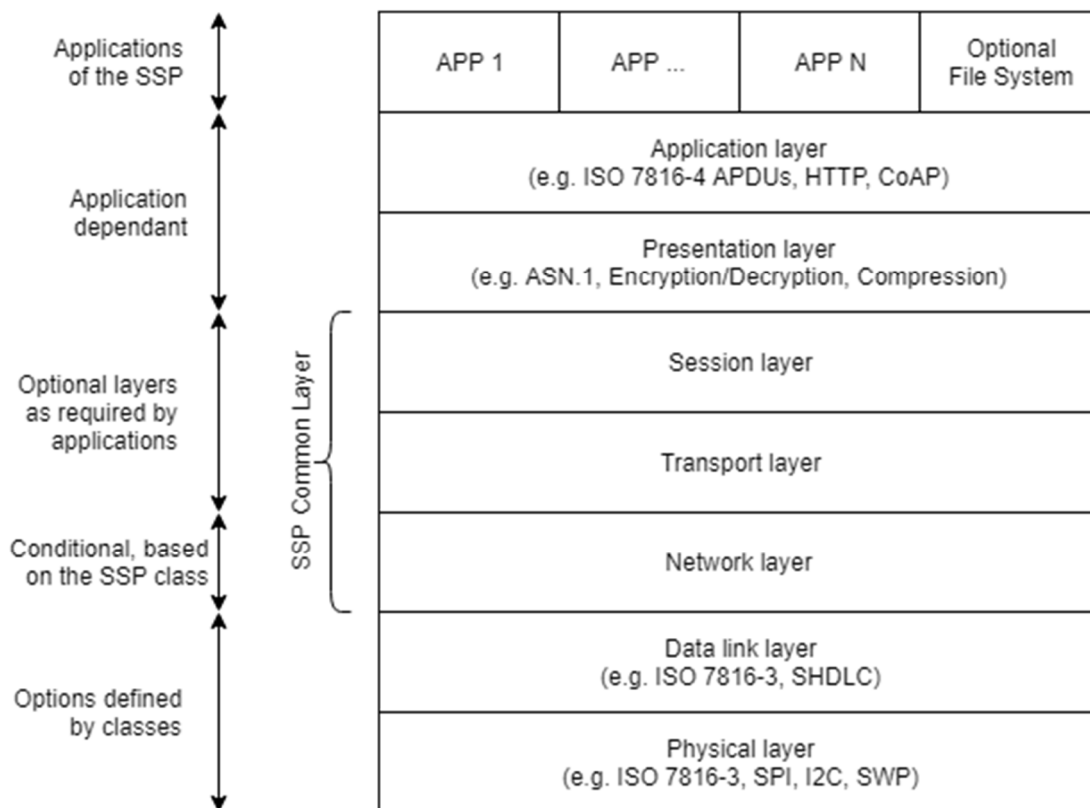 Applications
of the SSP
APP 1
APP ...
APP N
Optional
File System
Application
dependant
Application layer
(e.g. ISO 7816-4 APDUs, HTTP, CoAP)
Presentation layer
(e.g. ASN.1, Encryption/Decryption, Compression)
Optional layers
as required by
applications
SSP Common Layer
Session layer
Transport layer
Conditional, based
on the SSP class
Network layer
Options defined
by classes
Data link layer
(e.g. ISO 7816-3, SHDLC)
Physical layer
(e.g. ISO 7816-3, SPI, I2C, SWP)